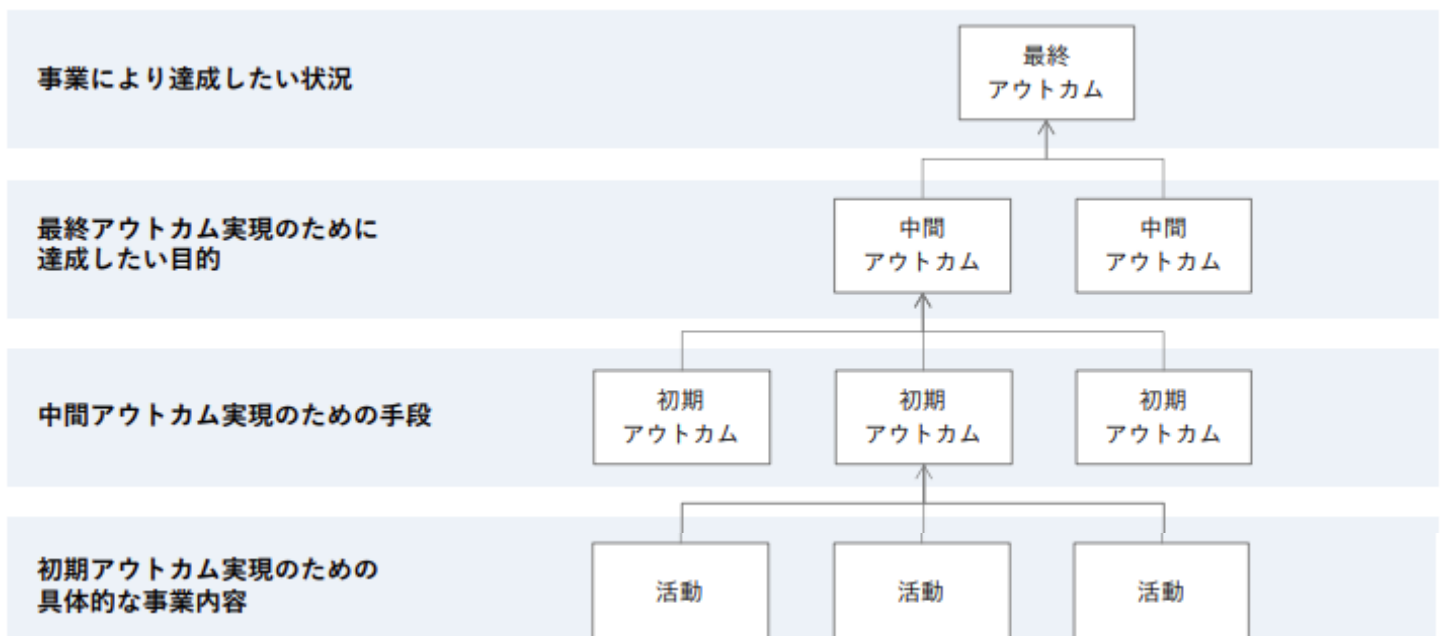 事業により達成したい状況
最終
アウトカム
最終アウトカム実現のために
達成したい目的
中間
アウトカム
中間
アウトカム
中間アウトカム実現のための手段
初期
アウトカム
初期
アウトカム
初期
アウトカム
初期アウトカム実現のための
具体的な事業内容
活動
活動
活動